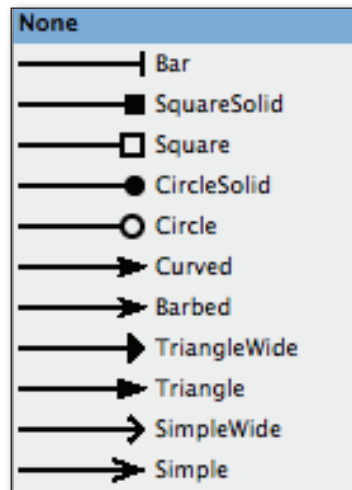 None
Bar
SquareSolid
Square
CircleSolid
Circle
Curved
Barbed
TriangleWide
Triangle
SimpleWide
Simple